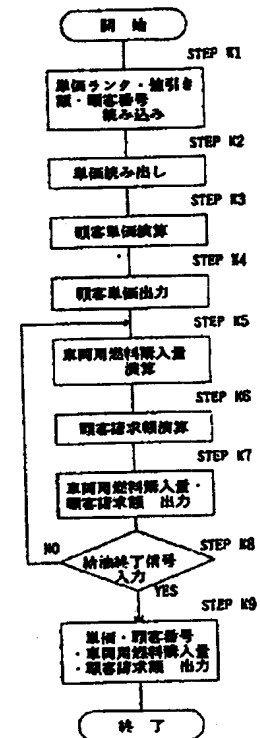 開 始
STEP K1
単価ランク・値引き
額・顧客番号
読み込み
STEP K2
単価読み出し
STEP K3
顧客単価演算
STEP K4
顧客単価出力
STEP K5
車両用燃料購入量
演算
STEP K6
顧客請求額演算
STEP K7
車両用燃料購入量・
顧客請求額 出力
STEP K8
NO
給油終了信号
入力
YES
STEP K9
単価・顧客番号
・車両用燃料購入量
・顧客請求額 出力
終 了